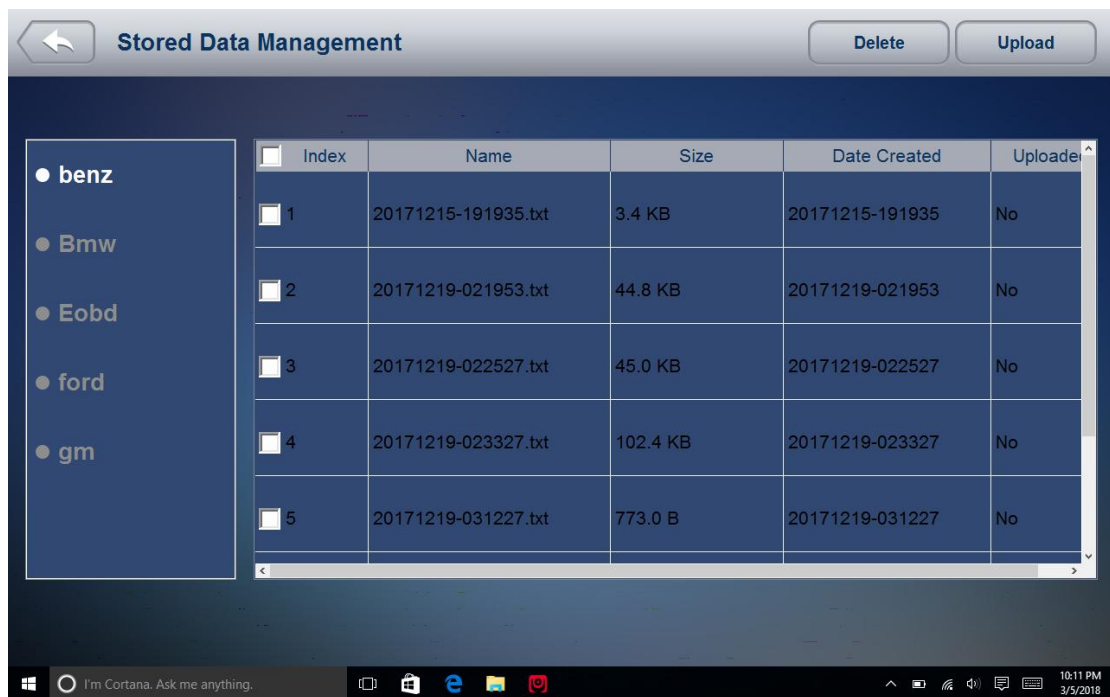 Stored Data Management Delete Upload
benz
Bmw
Eobd
ford
gm
Index Name Size Date Created Uploaded
1 20171215-191935.txt 3.4 KB 20171215-191935 No
2 20171219-021953.txt 44.8 KB 20171219-021953 No
3 20171219-022527.txt 45.0 KB 20171219-022527 No
4 20171219-023327.txt 102.4 KB 20171219-023327 No
5 20171219-031227.txt 773.0 B 20171219-031227 No
I'm Cortana. Ask me anything.
10:11 PM
3/5/2018